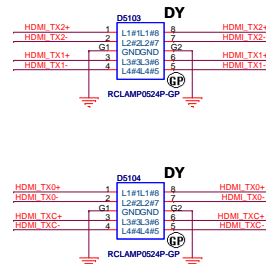 D5103 DY
HDMI_TX2+ 1 L1#1L1#8 8 HDMI_TX2+
HDMI_TX2- 2 L2#2L2#7 7 HDMI_TX2-
G1 GNDGND G2
HDMI_TX1+ 3 L3#3L3#6 6 HDMI_TX1+
HDMI_TX1- 4 L4#4L4#5 5 HDMI_TX1-
GP
RCLAMP0524P-GP
D5104 DY
HDMI_TX0+ 1 L1#1L1#8 8 HDMI_TX0+
HDMI_TX0- 2 L2#2L2#7 7 HDMI_TX0-
G1 GNDGND G2
HDMI_TXC+ 3 L3#3L3#6 6 HDMI_TXC+
HDMI_TXC- 4 L4#4L4#5 5 HDMI_TXC-
GP
RCLAMP0524P-GP